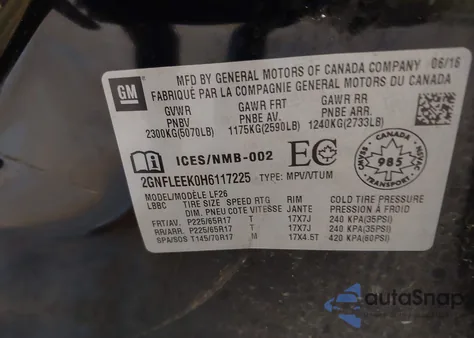 GM
MFD BY GENERAL MOTORS OF CANADA COMPANY 06/16
FABRIQUÉ PAR LA COMPAGNIE GENERAL MOTORS DU CANADA
GVWR GAWR FRT GAWR RR
PNBV PNBE AV. PNBE ARR.
2300KG(5070LB) 1175KG(2590LB) 1240KG(2733LB)
ICES/NMB-002 EC
CANADA
985
TRANSPORT
2GNFLEEK0H6117225 TYPE: MPV/VTUM
MODEL/MODÈLE LF26
LBBC TIRE SIZE SPEED RTG RIM COLD TIRE PRESSURE
DIM. PNEU COTE VITESSE JANTE PRESSION À FROID
FRT/AV. P225/65R17 T 17X7J 240 KPA(35PSI)
RR/ARR. P225/65R17 T 17X7J 240 KPA(35PSI)
SPA/SOS T145/70R17 M 17X4.5T 420 KPA(60PSI)
autaSnap